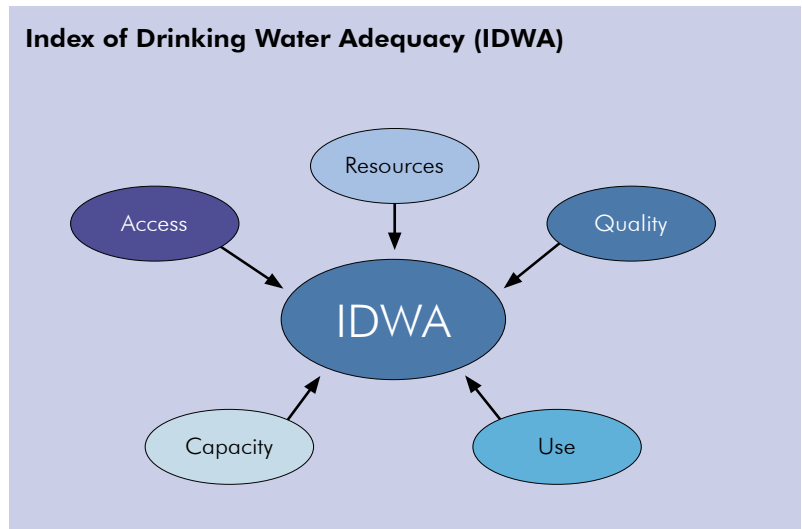 Index of Drinking Water Adequacy (IDWA)
Resources
Access
Quality
IDWA
Capacity
Use